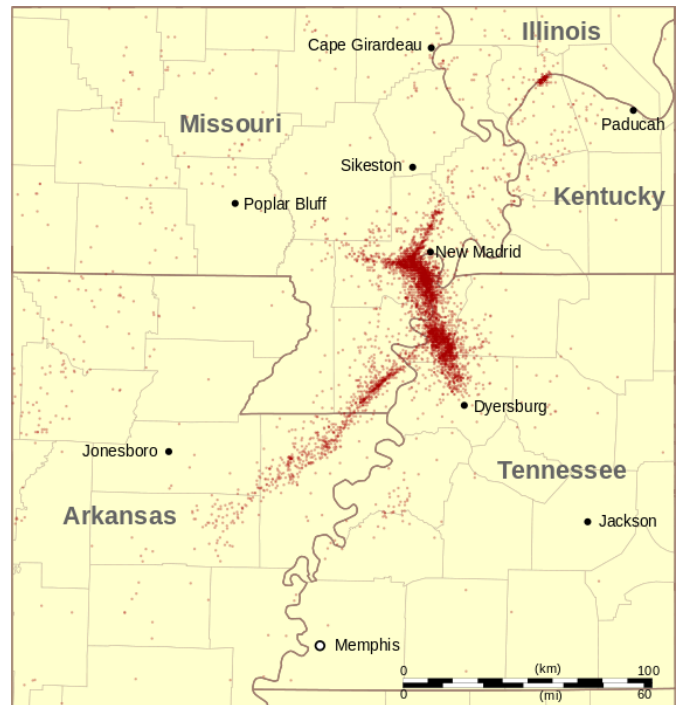 Illinois
Cape Girardeau
Missouri
Paducah
Sikeston
Kentucky
Poplar Bluff
New Madrid
Dyersburg
Jonesboro
Tennessee
Arkansas
Jackson
Memphis
0 (km) 100
0 (mi) 60